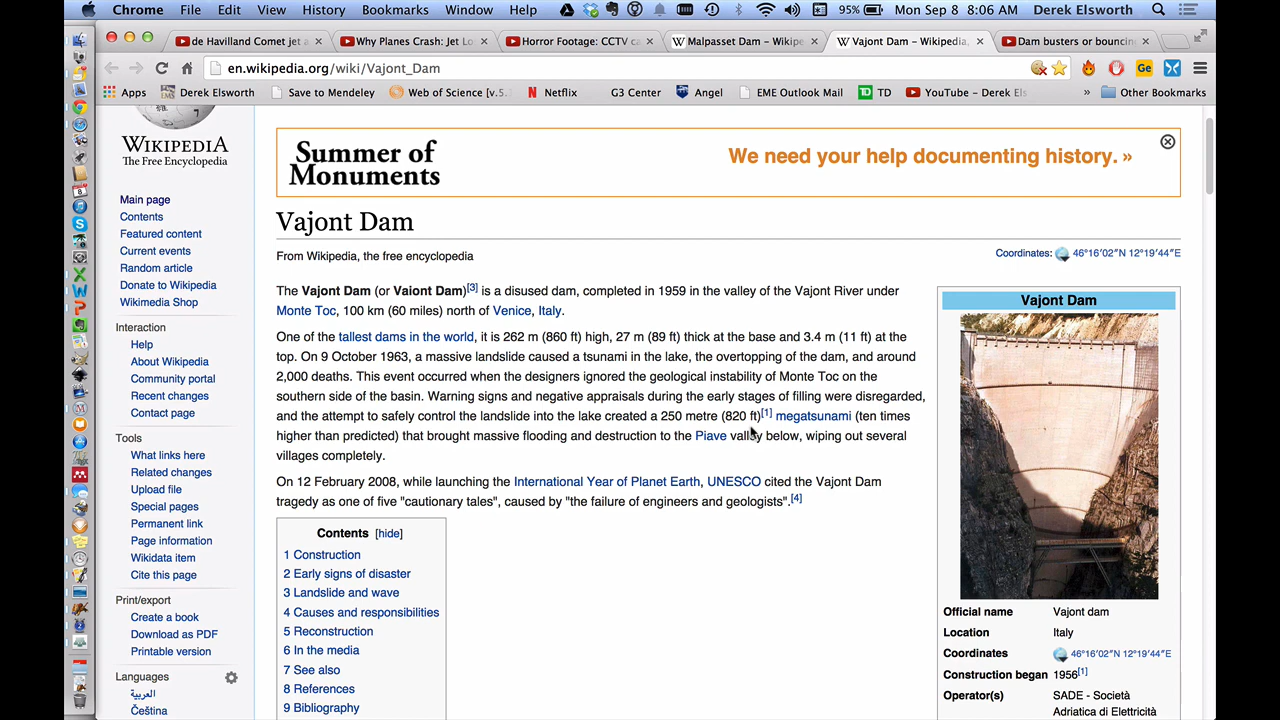 Chrome File Edit View History Bookmarks Window Help 95% Mon Sep 8 8:06 AM Derek Elsworth
de Havilland Comet jet a
Why Planes Crash: Jet Lo
Horror Footage: CCTV ca
Malpasset Dam – Wikipe
Vajont Dam – Wikipedia,
Dam busters or bouncin
en.wikipedia.org/wiki/Vajont_Dam
Apps Derek Elsworth Save to Mendeley Web of Science [v.5. Netflix G3 Center Angel EME Outlook Mail TD YouTube – Derek Els » Other Bookmarks
WIKIPEDIA
The Free Encyclopedia
Main page
Contents
Featured content
Current events
Random article
Donate to Wikipedia
Wikimedia Shop
Interaction
Help
About Wikipedia
Community portal
Recent changes
Contact page
Tools
What links here
Related changes
Upload file
Special pages
Permanent link
Page information
Wikidata item
Cite this page
Print/export
Create a book
Download as PDF
Printable version
Languages
العربية
Čeština
Summer of
Monuments
We need your help documenting history. »
Vajont Dam
From Wikipedia, the free encyclopedia
Coordinates: 46°16′02″N 12°19′44″E
The Vajont Dam (or Vaiont Dam)[3] is a disused dam, completed in 1959 in the valley of the Vajont River under
Monte Toc, 100 km (60 miles) north of Venice, Italy.
One of the tallest dams in the world, it is 262 m (860 ft) high, 27 m (89 ft) thick at the base and 3.4 m (11 ft) at the
top. On 9 October 1963, a massive landslide caused a tsunami in the lake, the overtopping of the dam, and around
2,000 deaths. This event occurred when the designers ignored the geological instability of Monte Toc on the
southern side of the basin. Warning signs and negative appraisals during the early stages of filling were disregarded,
and the attempt to safely control the landslide into the lake created a 250 metre (820 ft)[1] megatsunami (ten times
higher than predicted) that brought massive flooding and destruction to the Piave valley below, wiping out several
villages completely.
On 12 February 2008, while launching the International Year of Planet Earth, UNESCO cited the Vajont Dam
tragedy as one of five "cautionary tales", caused by "the failure of engineers and geologists".[4]
Contents [hide]
1 Construction
2 Early signs of disaster
3 Landslide and wave
4 Causes and responsibilities
5 Reconstruction
6 In the media
7 See also
8 References
9 Bibliography
Vajont Dam
Official name Vajont dam
Location Italy
Coordinates 46°16′02″N 12°19′44″E
Construction began 1956[1]
Operator(s) SADE - Società
Adriatica di Elettricità